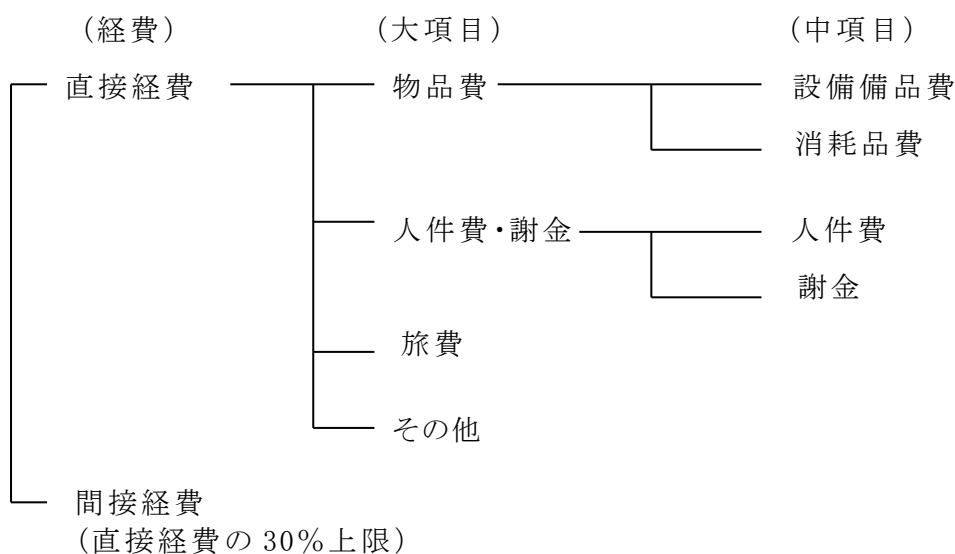 (経費) (大項目) (中項目)
直接経費 物品費 設備備品費
消耗品費
人件費・謝金 人件費
謝金
旅費
その他
間接経費
(直接経費の30%上限)